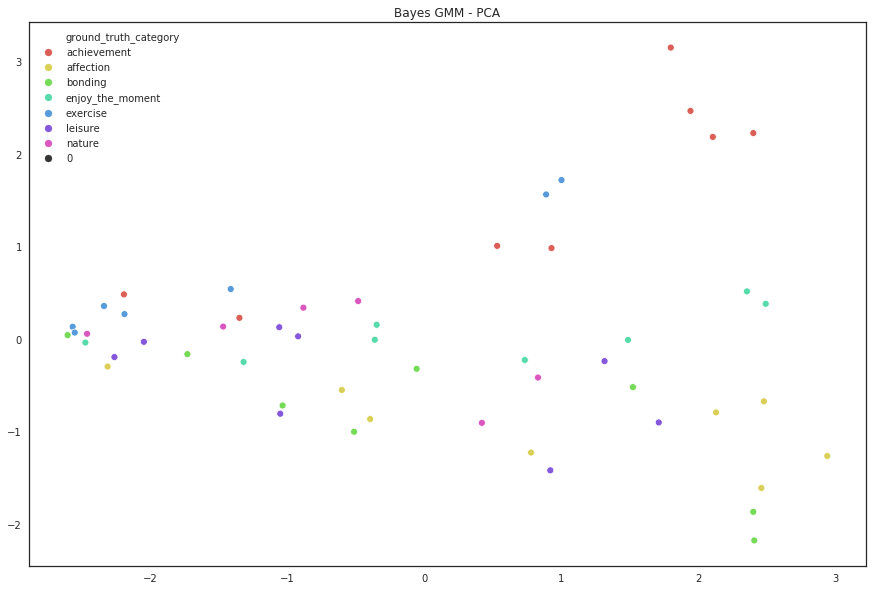 Bayes GMM - PCA
ground_truth_category
achievement
affection
bonding
enjoy_the_moment
exercise
leisure
nature
0
3
2
1
0
−1
−2
−2
−1
0
1
2
3